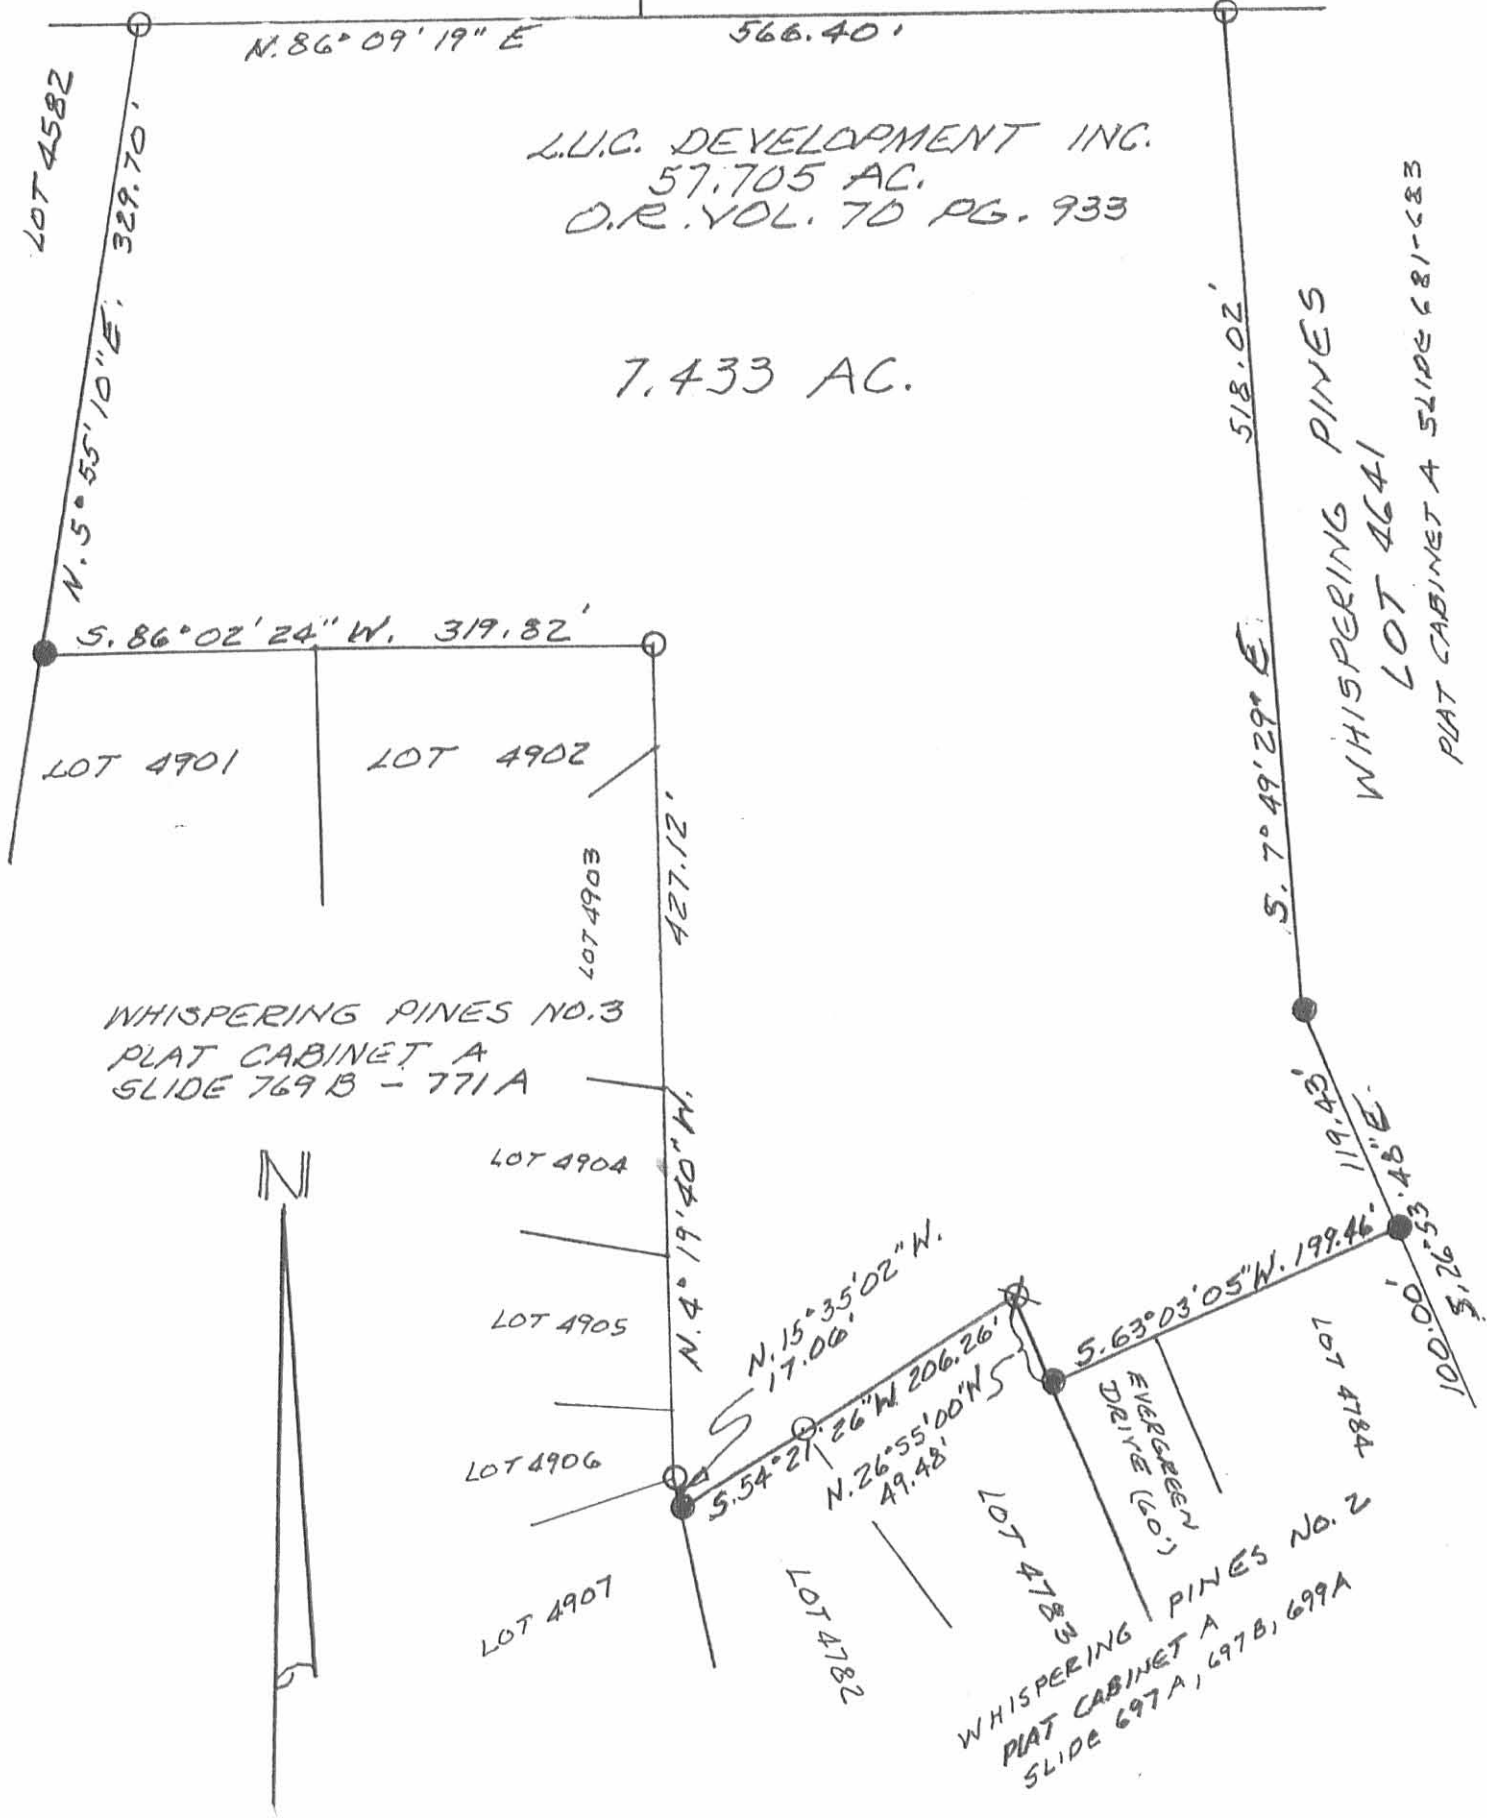 N. 86° 09' 19" E 566.40'
LOT 4582
N. 5° 55' 10" E. 329.70'
L.U.C. DEVELOPMENT INC.
57.705 AC.
O.R. VOL. 70 PG. 933
7.433 AC.
S. 7° 49' 29" E. 518.02'
WHISPERING PINES
LOT 4641
PLAT CABINET A SLIDE 681-683
S. 86° 02' 24" W. 319.82'
LOT 4901
LOT 4902
LOT 4903
N. 4° 19' 40" W. 427.12'
WHISPERING PINES NO. 3
PLAT CABINET A
SLIDE 769 B - 771 A
N
LOT 4904
LOT 4905
LOT 4906
LOT 4907
N. 15° 35' 02" W.
17.06'
S. 54° 27' 26" W. 206.26'
N. 26° 55' 00" W
49.48'
S. 63° 03' 05" W. 199.46'
119.43'
S. 26° 53' 48" E.
100.00'
EVERGREEN
DRIVE (60')
LOT 4784
LOT 4783
LOT 4782
WHISPERING PINES NO. 2
PLAT CABINET A
SLIDE 697 A, 697 B, 699 A